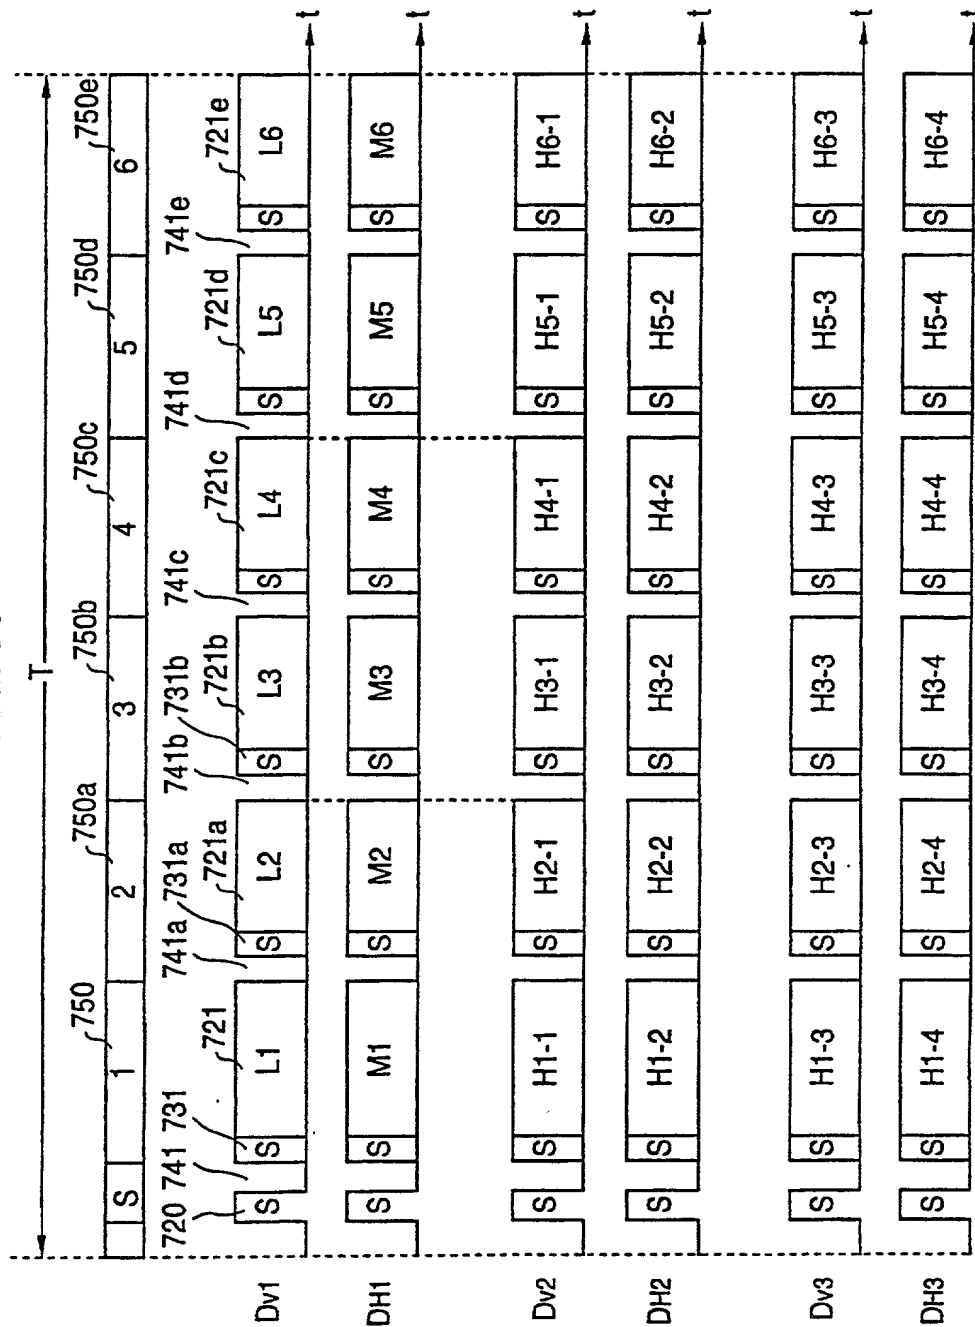 T
750 750a 750b 750c 750d 750e
S 1 2 3 4 5 6
720 741 731 741a 731a 741b 731b 741c 741d 741e
721 721a 721b 721c 721d 721e
Dv1 S S L1 S L2 S L3 S L4 S L5 S L6 t
DH1 S S M1 S M2 S M3 S M4 S M5 S M6 t
Dv2 S S H1-1 S H2-1 S H3-1 S H4-1 S H5-1 S H6-1 t
DH2 S S H1-2 S H2-2 S H3-2 S H4-2 S H5-2 S H6-2 t
Dv3 S S H1-3 S H2-3 S H3-3 S H4-3 S H5-3 S H6-3 t
DH3 S S H1-4 S H2-4 S H3-4 S H4-4 S H5-4 S H6-4 t